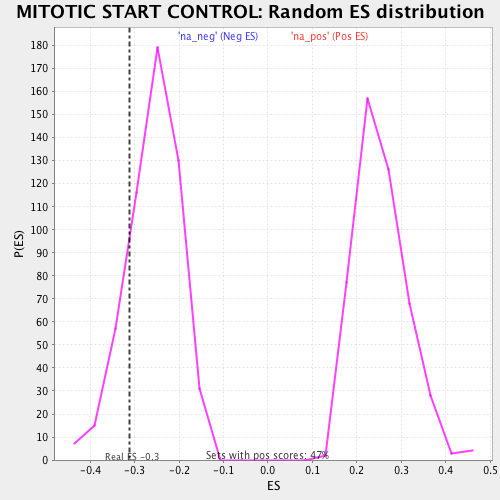 MITOTIC START CONTROL: Random ES distribution
'na_neg' (Neg ES) 'na_pos' (Pos ES)
180
170
160
150
140
130
120
110
100
90
80
70
60
50
40
30
20
10
0
P(ES)
Real ES -0.3
Sets with pos scores: 47%
-0.4 -0.3 -0.2 -0.1 0.0 0.1 0.2 0.3 0.4 0.5
ES